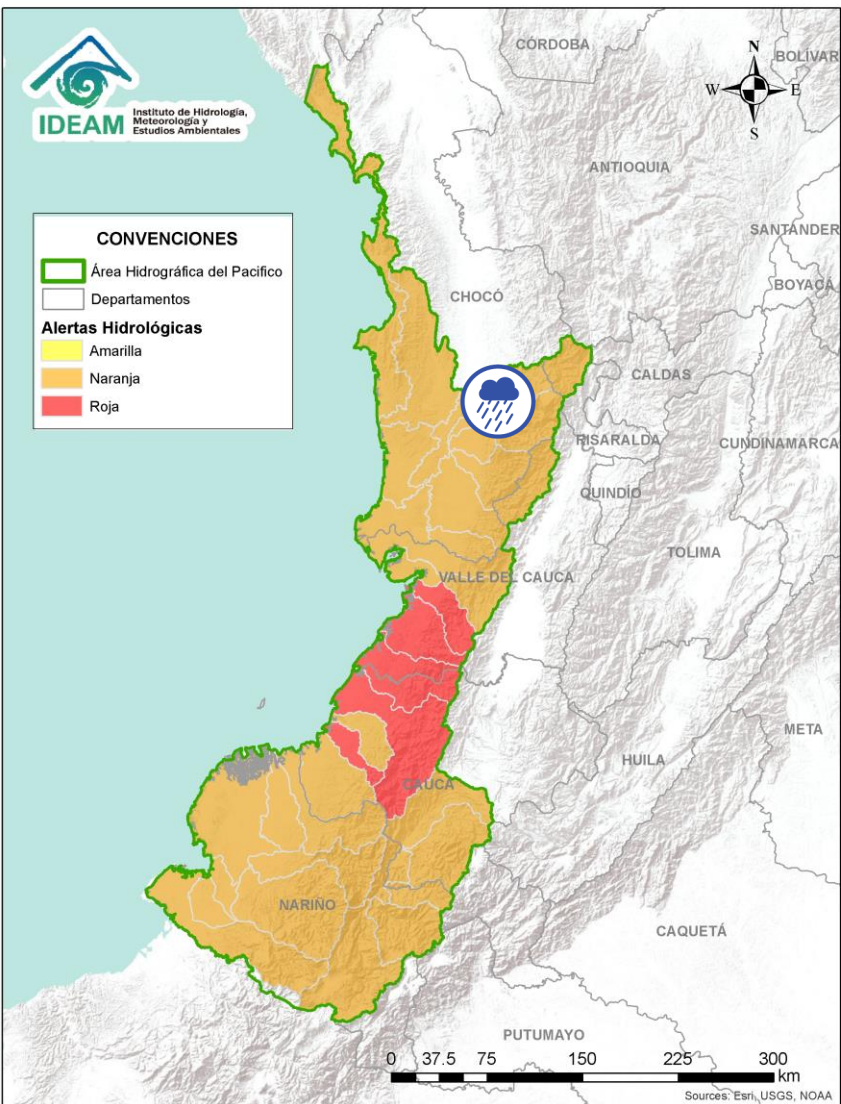 IDEAM
Instituto de Hidrología,
Meteorología y
Estudios Ambientales
CÓRDOBA
BOLÍVAR
N
W
E
S
ANTIOQUIA
SANTANDER
BOYACÁ
CONVENCIONES
Área Hidrográfica del Pacifico
Departamentos
Alertas Hidrológicas
Amarilla
Naranja
Roja
CHOCÓ
CALDAS
RISARALDA
CUNDINAMARCA
QUINDÍO
TOLIMA
VALLE DEL CAUCA
META
HUILA
CAUCA
NARIÑO
CAQUETÁ
PUTUMAYO
0 37.5 75 150 225 300
km
Sources: Esri, USGS, NOAA